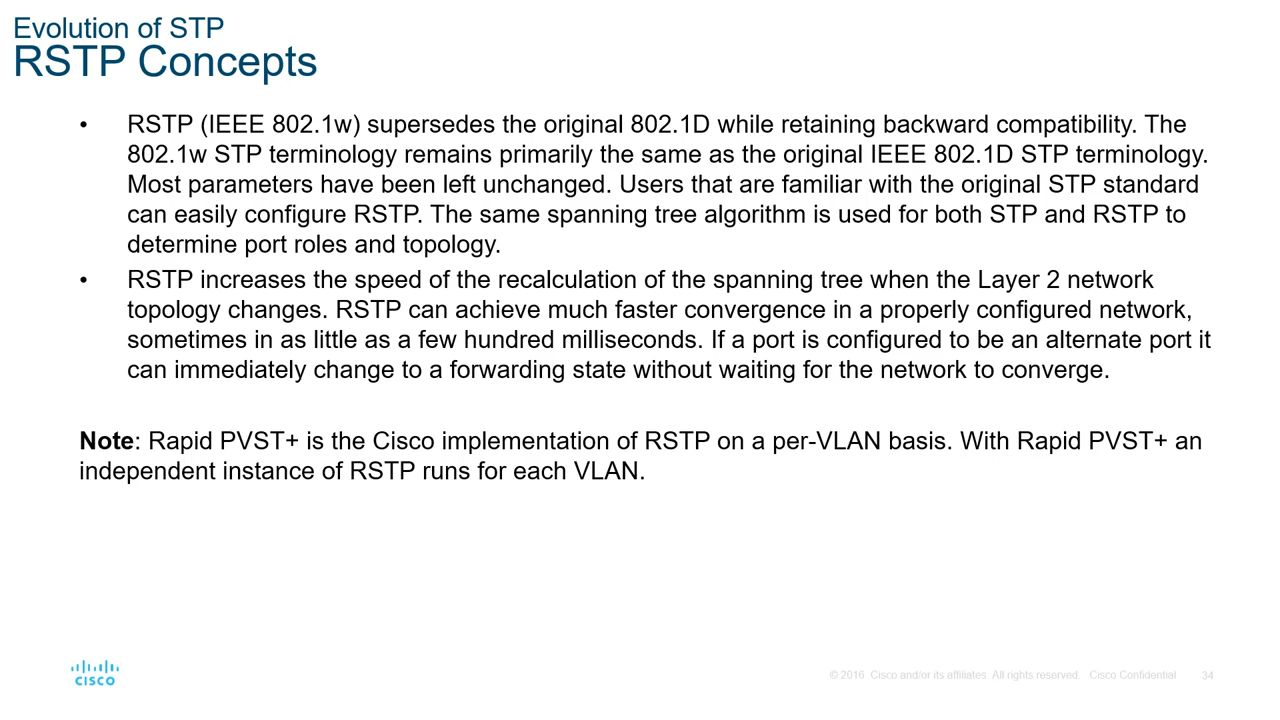 Evolution of STP
RSTP Concepts
• RSTP (IEEE 802.1w) supersedes the original 802.1D while retaining backward compatibility. The
802.1w STP terminology remains primarily the same as the original IEEE 802.1D STP terminology.
Most parameters have been left unchanged. Users that are familiar with the original STP standard
can easily configure RSTP. The same spanning tree algorithm is used for both STP and RSTP to
determine port roles and topology.
• RSTP increases the speed of the recalculation of the spanning tree when the Layer 2 network
topology changes. RSTP can achieve much faster convergence in a properly configured network,
sometimes in as little as a few hundred milliseconds. If a port is configured to be an alternate port it
can immediately change to a forwarding state without waiting for the network to converge.
Note: Rapid PVST+ is the Cisco implementation of RSTP on a per-VLAN basis. With Rapid PVST+ an
independent instance of RSTP runs for each VLAN.
CISCO
© 2016 Cisco and/or its affiliates. All rights reserved. Cisco Confidential 34